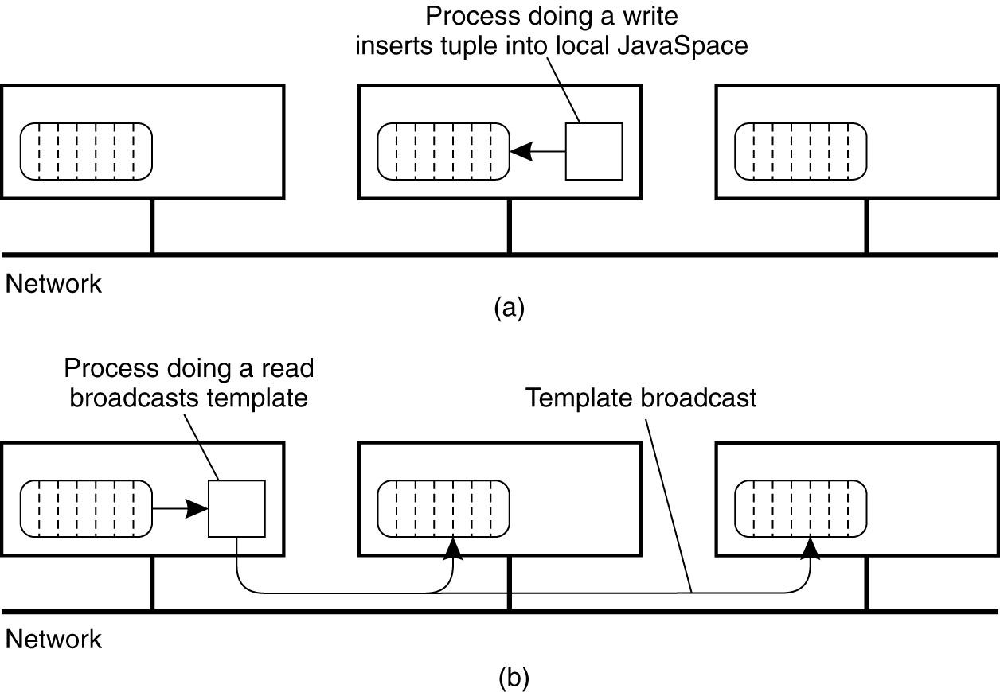 Process doing a write
inserts tuple into local JavaSpace
Network
(a)
Process doing a read
broadcasts template
Template broadcast
Network
(b)